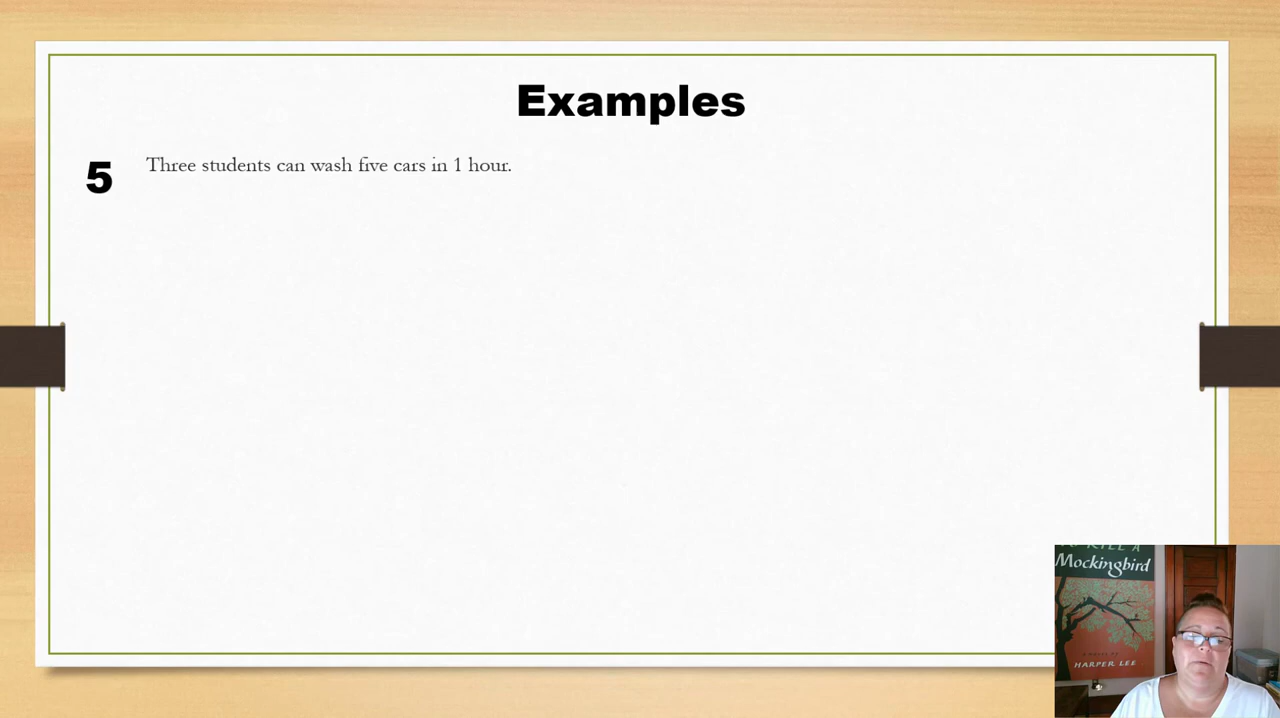 Examples
5 Three students can wash five cars in 1 hour.
Mockingbird
HARPER LEE